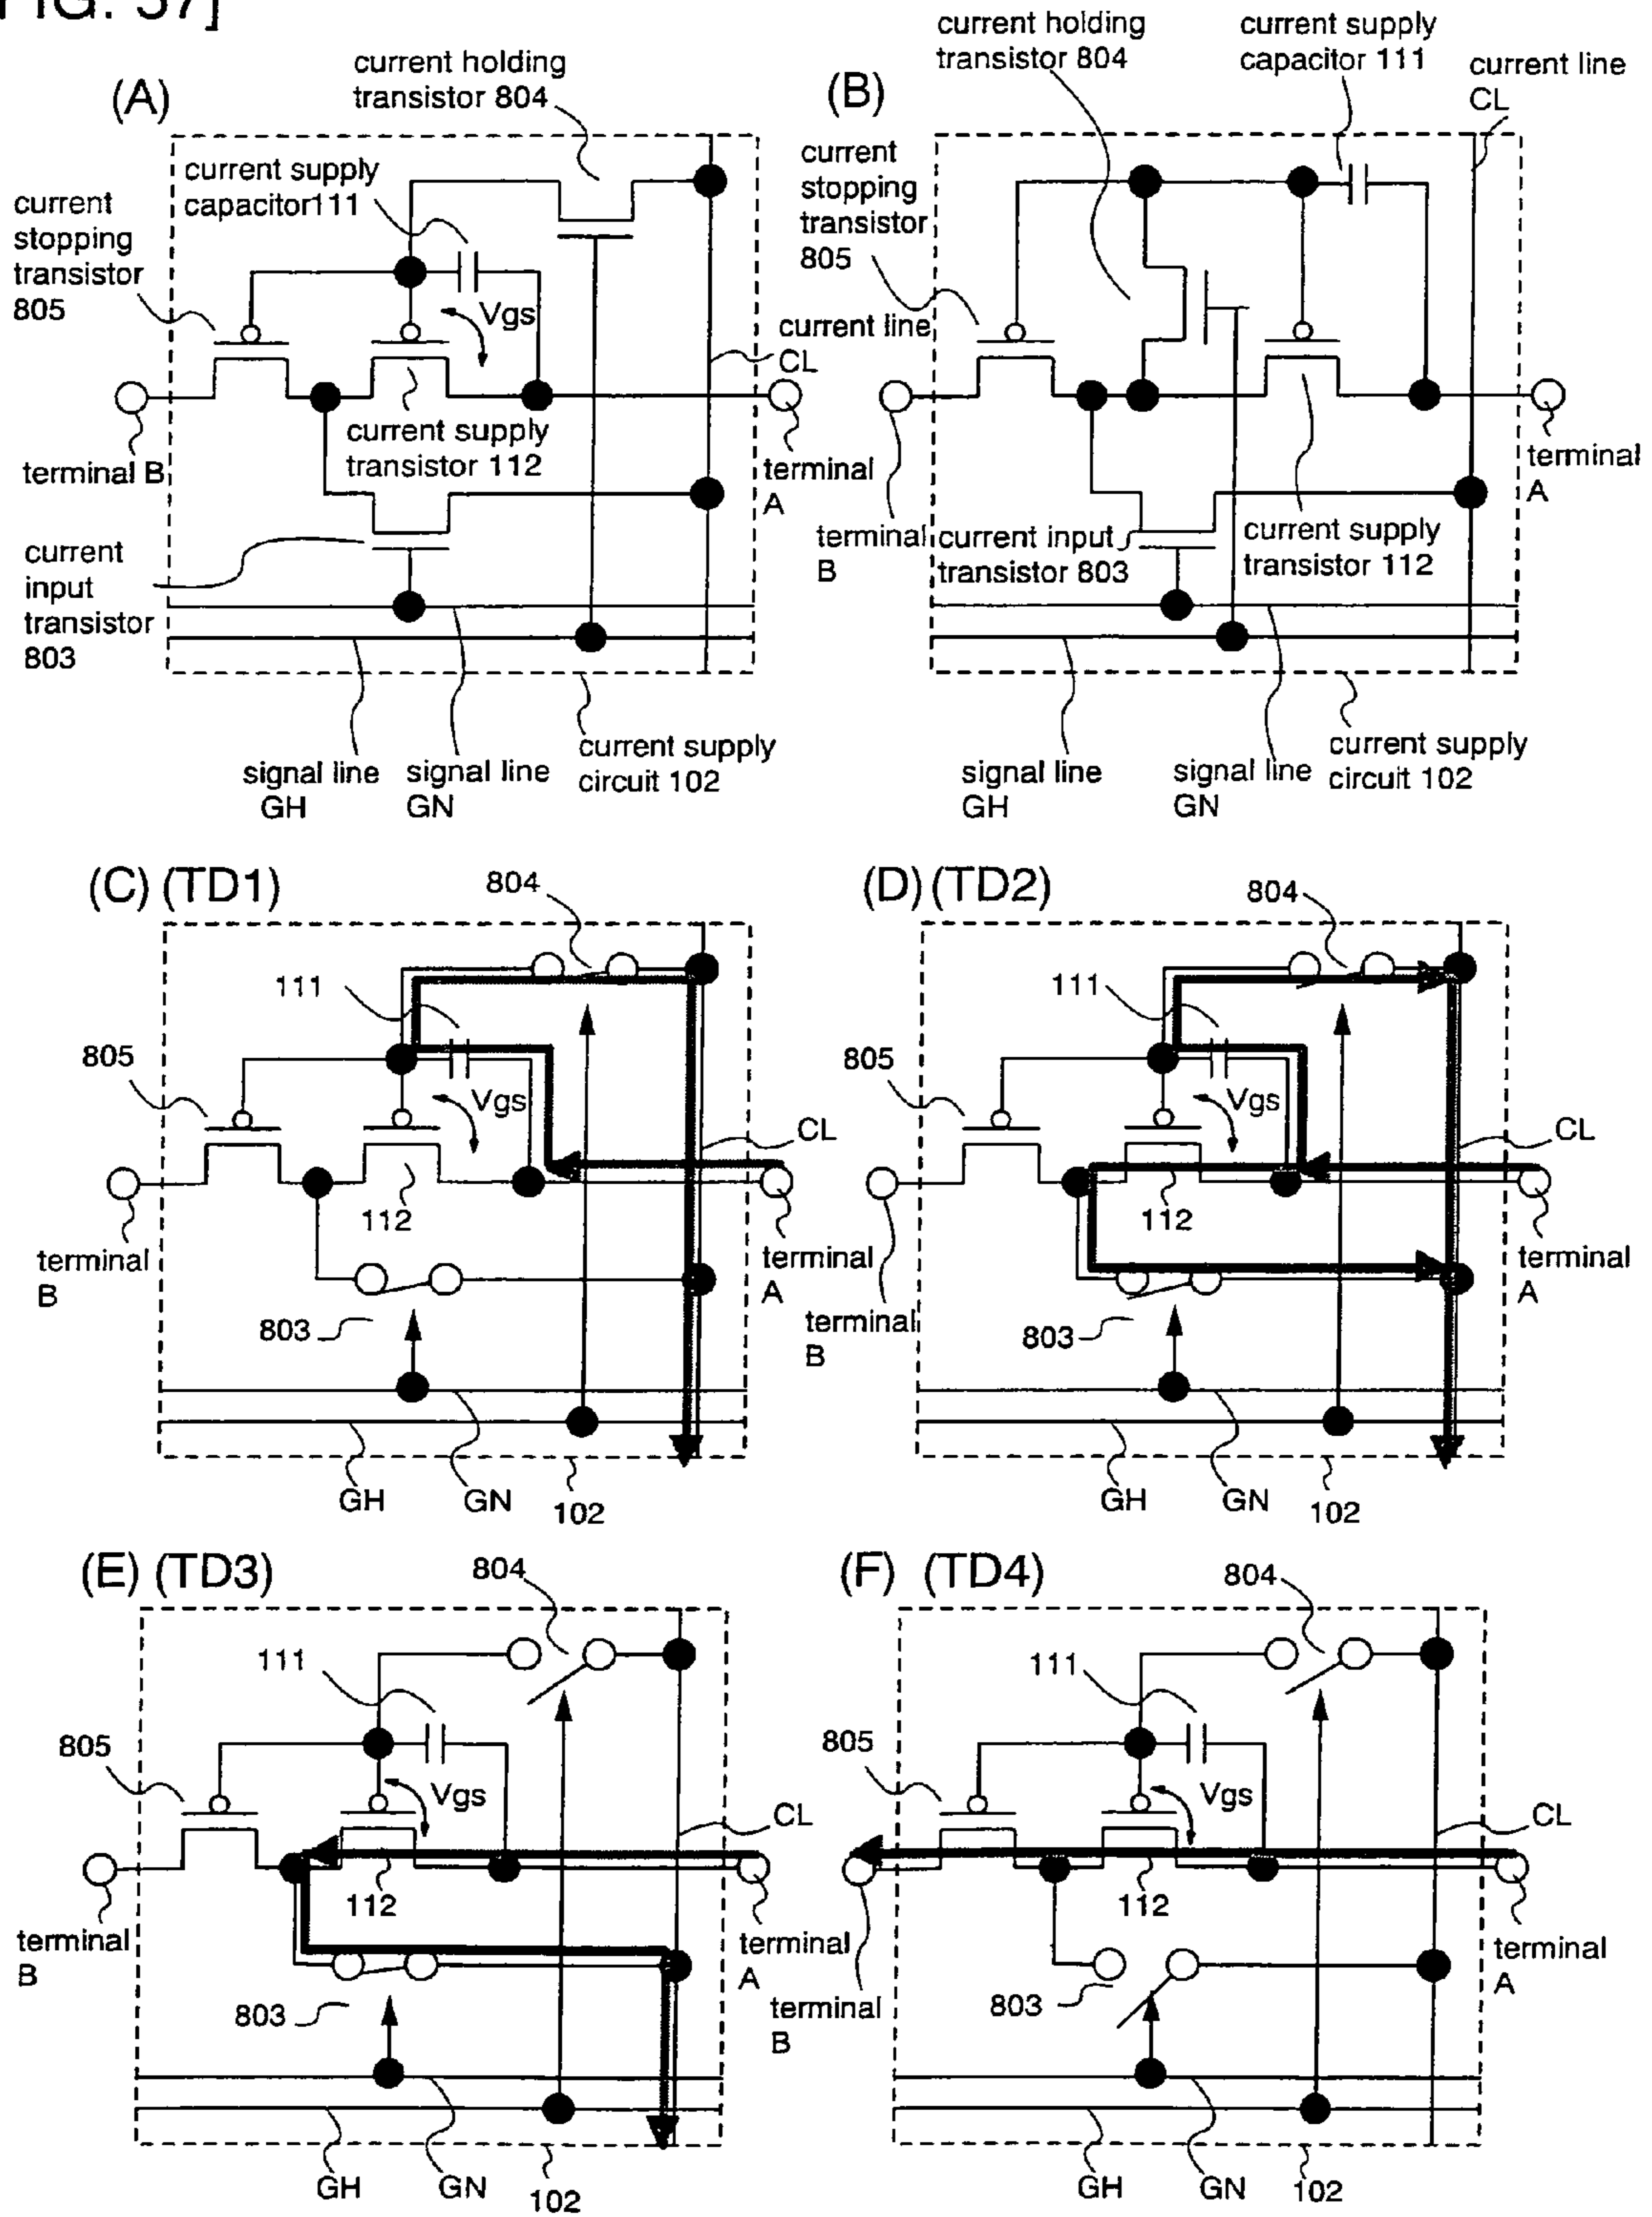 FIG. 57]
(A)
current holding
transistor 804
current supply
capacitor111
current
stopping
transistor
805
Vgs
current line
CL
terminal B
current supply
transistor 112
terminal
A
current
input
transistor
803
signal line
GH
signal line
GN
current supply
circuit 102
(B)
current holding
transistor 804
current supply
capacitor 111
current line
CL
current
stopping
transistor
805
terminal
B
current input
transistor 803
current supply
transistor 112
terminal
A
signal line
GH
signal line
GN
current supply
circuit 102
(C) (TD1)
804
111
805
Vgs
CL
112
terminal
B
terminal
A
803
GH
GN
102
(D) (TD2)
804
111
805
Vgs
CL
112
terminal
B
terminal
A
803
GH
GN
102
(E) (TD3)
804
111
805
Vgs
CL
112
terminal
B
terminal
A
803
GH
GN
102
(F) (TD4)
804
111
805
Vgs
CL
112
terminal
B
terminal
A
803
GH
GN
102